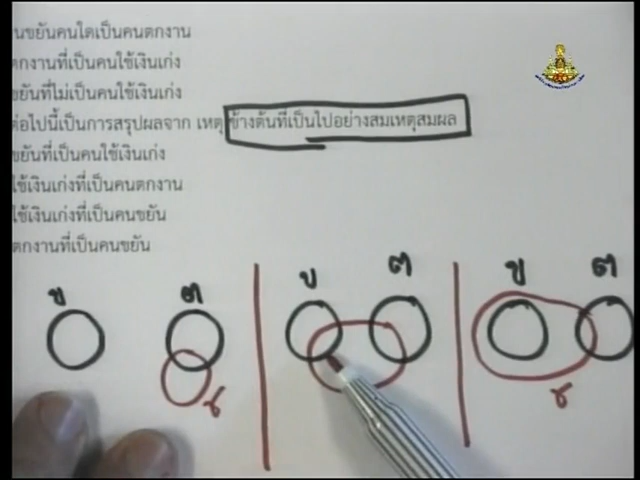 นขยันคนใดเป็นคนตกงาน
ตกงานที่เป็นคนใช้เงินเก่ง
ขยันที่ไม่เป็นคนใช้เงินเก่ง
ต่อไปนี้เป็นการสรุปผลจาก เหตุ ข้างต้นที่เป็นไปอย่างสมเหตุสมผล
ขยันที่เป็นคนใช้เงินเก่ง
ใช้เงินเก่งที่เป็นคนตกงาน
ใช้เงินเก่งที่เป็นคนขยัน
ตกงานที่เป็นคนขยัน
ข ต ข ต ข ต
ช ช